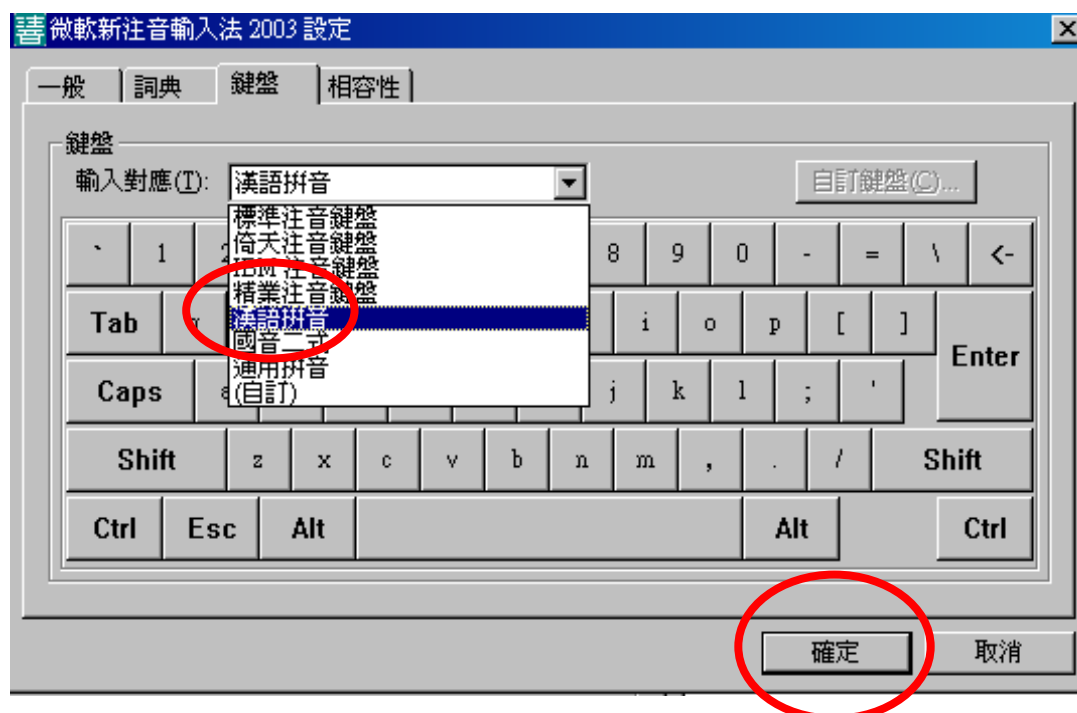 微軟新注音輸入法 2003 設定
一般 詞典 鍵盤 相容性
鍵盤
輸入對應(T): 漢語拼音 自訂鍵盤(C)...
標準注音鍵盤
倚天注音鍵盤
IBM 注音鍵盤
精業注音鍵盤
漢語拼音
國音二式
通用拼音
(自訂)
` 1 8 9 0 - = \ <-
Tab i o p [ ]
Enter
Caps a j k l ; '
Shift z x c v b n m , . / Shift
Ctrl Esc Alt Alt Ctrl
確定 取消